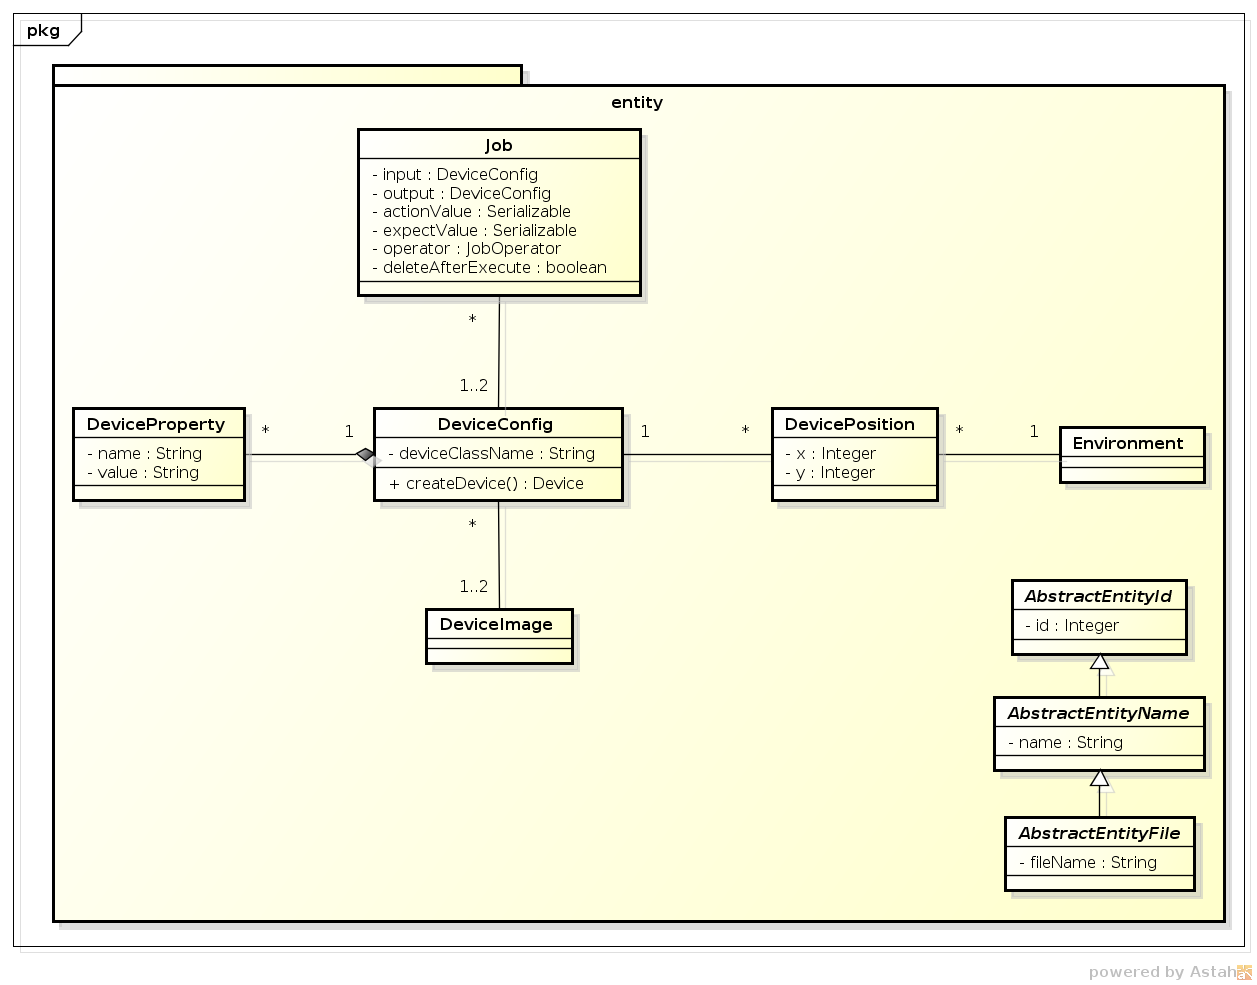 pkg
entity
Job
- input : DeviceConfig
- output : DeviceConfig
- actionValue : Serializable
- expectValue : Serializable
- operator : JobOperator
- deleteAfterExecute : boolean
*
1..2
DeviceProperty
- name : String
- value : String
*
1
DeviceConfig
- deviceClassName : String
+ createDevice() : Device
1
*
DevicePosition
- x : Integer
- y : Integer
*
1
Environment
*
1..2
DeviceImage
AbstractEntityId
- id : Integer
AbstractEntityName
- name : String
AbstractEntityFile
- fileName : String
powered by Astah